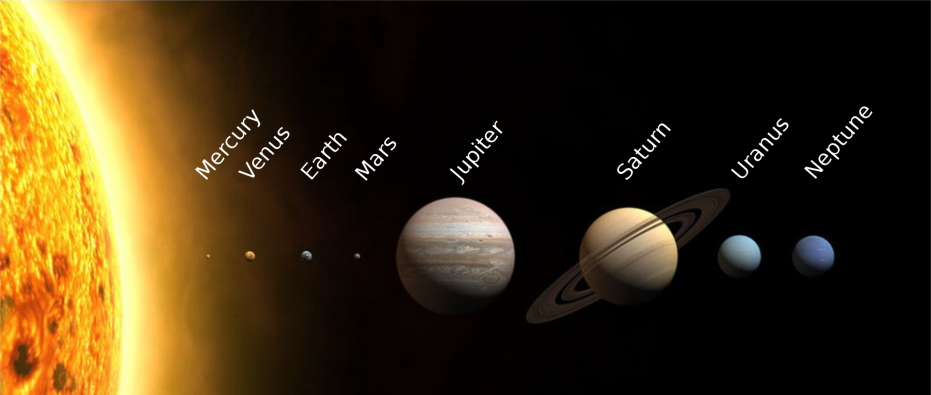 Mercury
Venus
Earth
Mars
Jupiter
Saturn
Uranus
Neptune